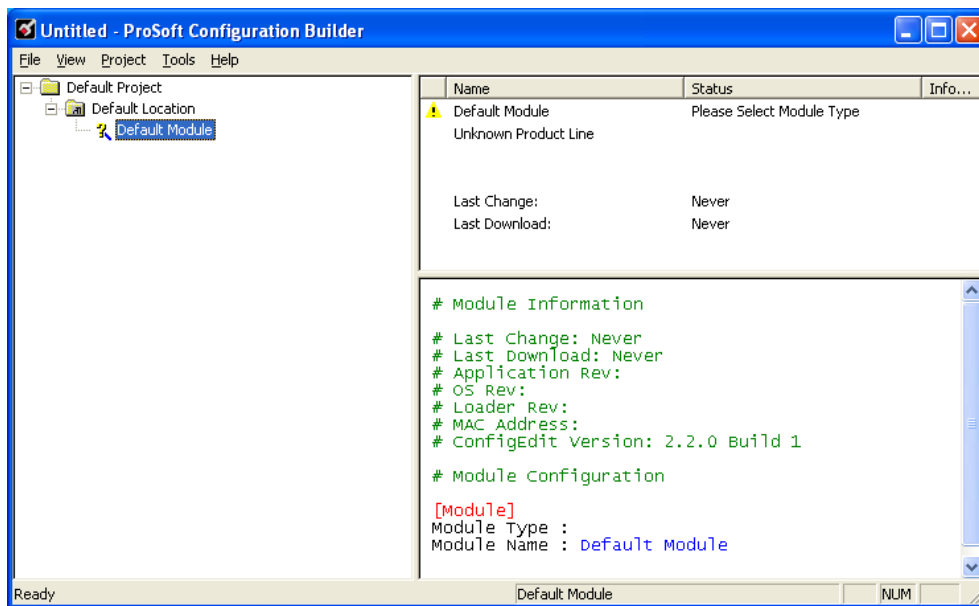 Untitled - ProSoft Configuration Builder
File View Project Tools Help
Default Project
Default Location
Default Module
Name Status Info...
Default Module Please Select Module Type
Unknown Product Line
Last Change: Never
Last Download: Never
# Module Information
# Last Change: Never
# Last Download: Never
# Application Rev:
# OS Rev:
# Loader Rev:
# MAC Address:
# ConfigEdit Version: 2.2.0 Build 1
# Module Configuration
[Module]
Module Type :
Module Name : Default Module
Ready Default Module NUM